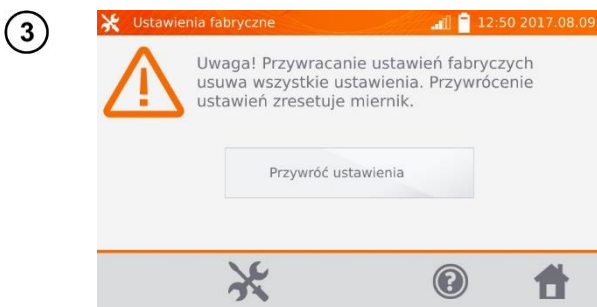 3
Ustawienia fabryczne 12:50 2017.08.09
Uwaga! Przywracanie ustawień fabryczych
usuwa wszystkie ustawienia. Przywrócenie
ustawień zresetuje miernik.
Przywróć ustawienia
?